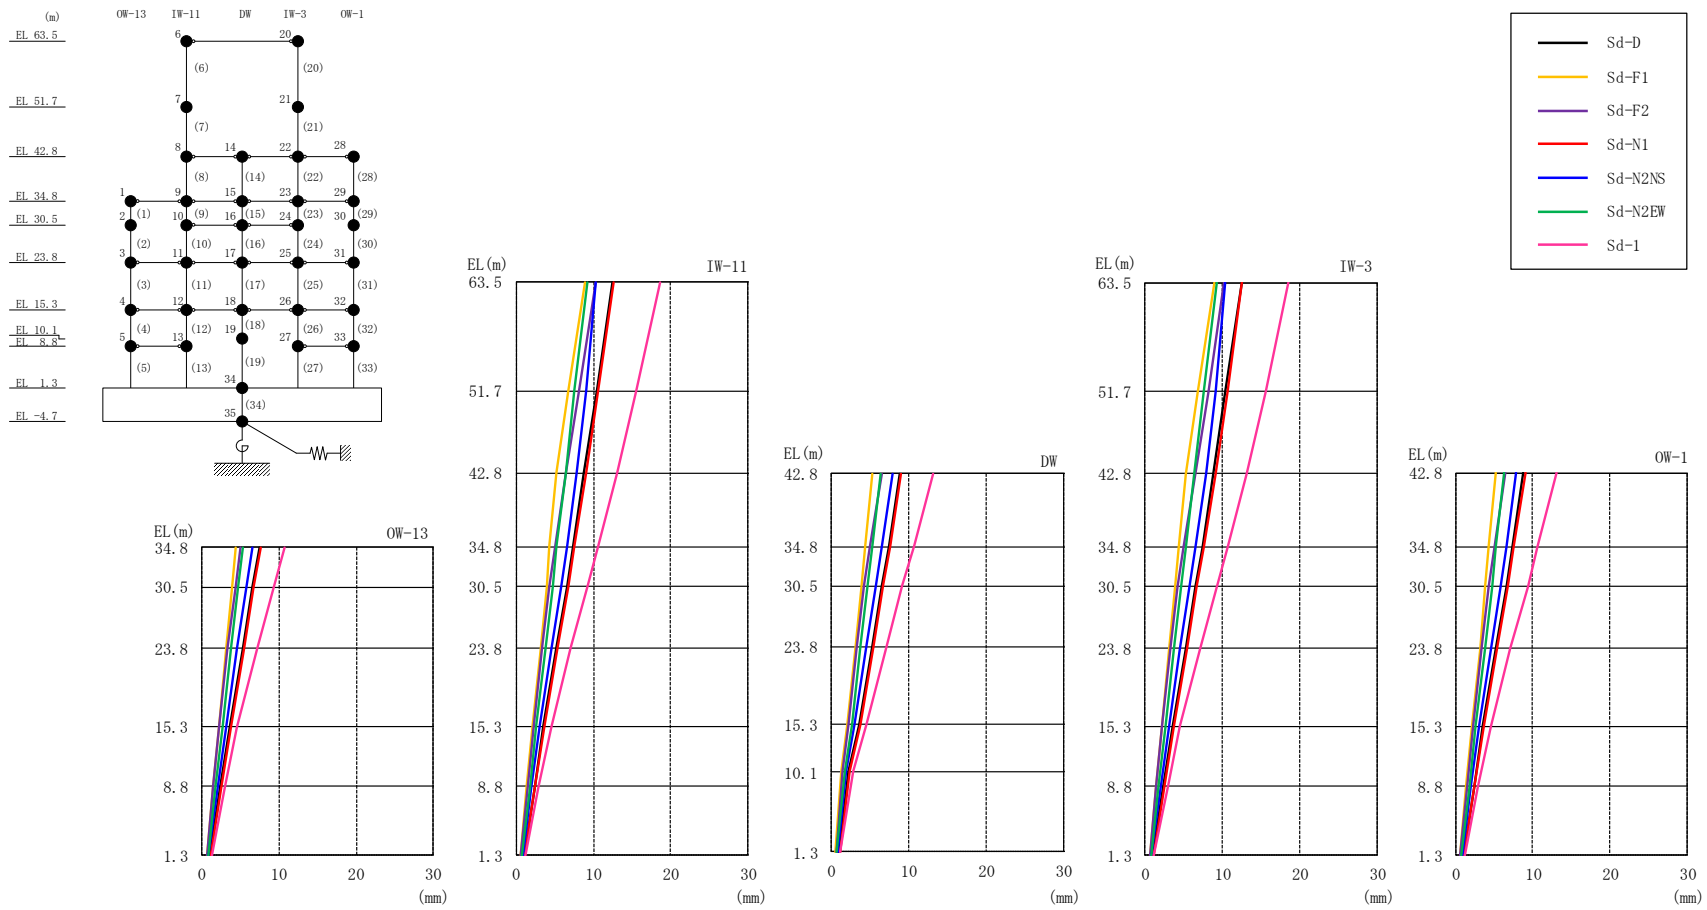 (m) OW-13 IW-11 DW IW-3 OW-1
EL 63.5 6 20
(6) (20)
EL 51.7 7 21
(7) (21)
EL 42.8 8 14 22 28
(8) (14) (22) (28)
EL 34.8 1 9 15 23 29
(1) (9) (15) (23) (29)
EL 30.5 2 10 16 24 30
(2) (10) (16) (24) (30)
EL 23.8 3 11 17 25 31
(3) (11) (17) (25) (31)
EL 15.3 4 12 18 26 32
(4) (12) (18) (26) (32)
EL 10.1 19
EL 8.8 5 13 27 33
(5) (13) (19) (27) (33)
EL 1.3 34
(34)
EL -4.7 35
Sd-D
Sd-F1
Sd-F2
Sd-N1
Sd-N2NS
Sd-N2EW
Sd-1
EL(m) OW-13
34.8
30.5
23.8
15.3
8.8
1.3
0 10 20 30
(mm)
EL(m) IW-11
63.5
51.7
42.8
34.8
30.5
23.8
15.3
8.8
1.3
0 10 20 30
(mm)
EL(m) DW
42.8
34.8
30.5
23.8
15.3
10.1
1.3
0 10 20 30
(mm)
EL(m) IW-3
63.5
51.7
42.8
34.8
30.5
23.8
15.3
8.8
1.3
0 10 20 30
(mm)
EL(m) OW-1
42.8
34.8
30.5
23.8
15.3
8.8
1.3
0 10 20 30
(mm)